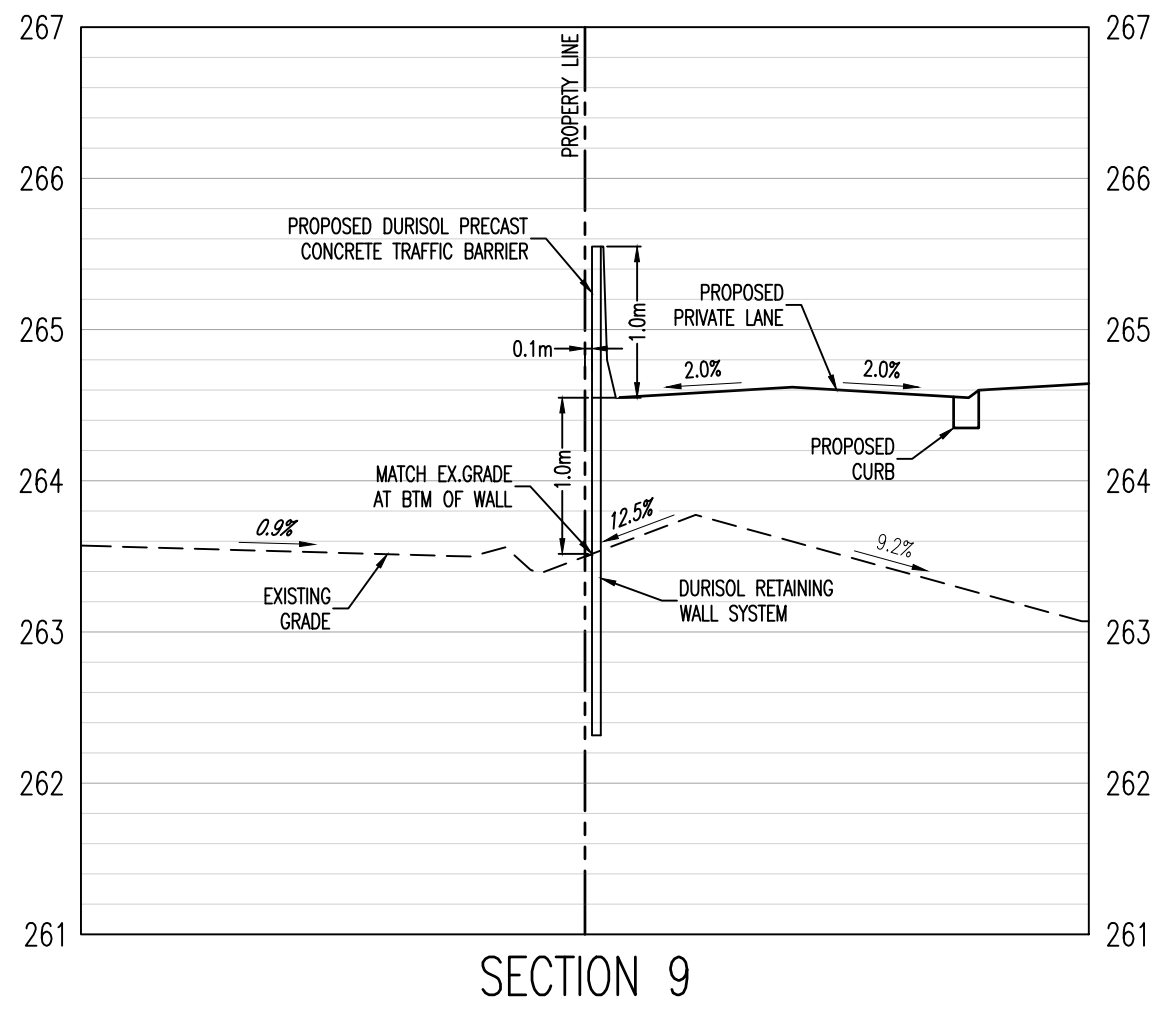 267
267
PROPERTY LINE
266
266
PROPOSED DURISOL PRECAST
CONCRETE TRAFFIC BARRIER
PROPOSED
PRIVATE LANE
1.0m
265
265
0.1m
2.0%
2.0%
PROPOSED
CURB
1.0m
MATCH EX.GRADE
AT BTM OF WALL
264
264
12.5%
0.9%
9.2%
EXISTING
GRADE
DURISOL RETAINING
WALL SYSTEM
263
263
262
262
261
261
SECTION 9